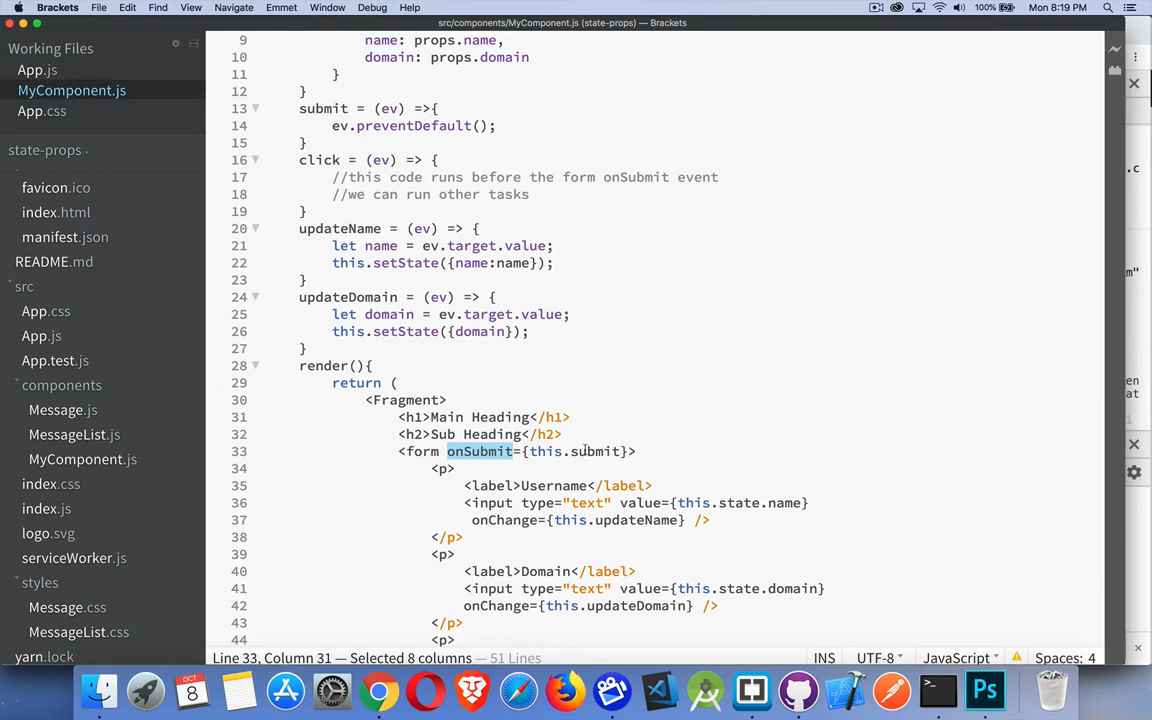 Brackets File Edit Find View Navigate Emmet Window Debug Help 100% Mon 8:19 PM
src/components/MyComponent.js (state-props) — Brackets
Working Files
App.js
MyComponent.js
App.css
state-props
favicon.ico
index.html
manifest.json
README.md
src
App.css
App.js
App.test.js
components
Message.js
MessageList.js
MyComponent.js
index.css
index.js
logo.svg
serviceWorker.js
styles
Message.css
MessageList.css
yarn.lock
9 name: props.name,
10 domain: props.domain
11 }
12 }
13 submit = (ev) =>{
14 ev.preventDefault();
15 }
16 click = (ev) => {
17 //this code runs before the form onSubmit event
18 //we can run other tasks
19 }
20 updateName = (ev) => {
21 let name = ev.target.value;
22 this.setState({name:name});
23 }
24 updateDomain = (ev) => {
25 let domain = ev.target.value;
26 this.setState({domain});
27 }
28 render(){
29 return (
30 <Fragment>
31 <h1>Main Heading</h1>
32 <h2>Sub Heading</h2>
33 <form onSubmit={this.submit}>
34 <p>
35 <label>Username</label>
36 <input type="text" value={this.state.name}
37 onChange={this.updateName} />
38 </p>
39 <p>
40 <label>Domain</label>
41 <input type="text" value={this.state.domain}
42 onChange={this.updateDomain} />
43 </p>
44 <p>
Line 33, Column 31 — Selected 8 columns — 51 Lines INS UTF-8 JavaScript Spaces: 4
.c
m"
en
at
OCT
8
Ps